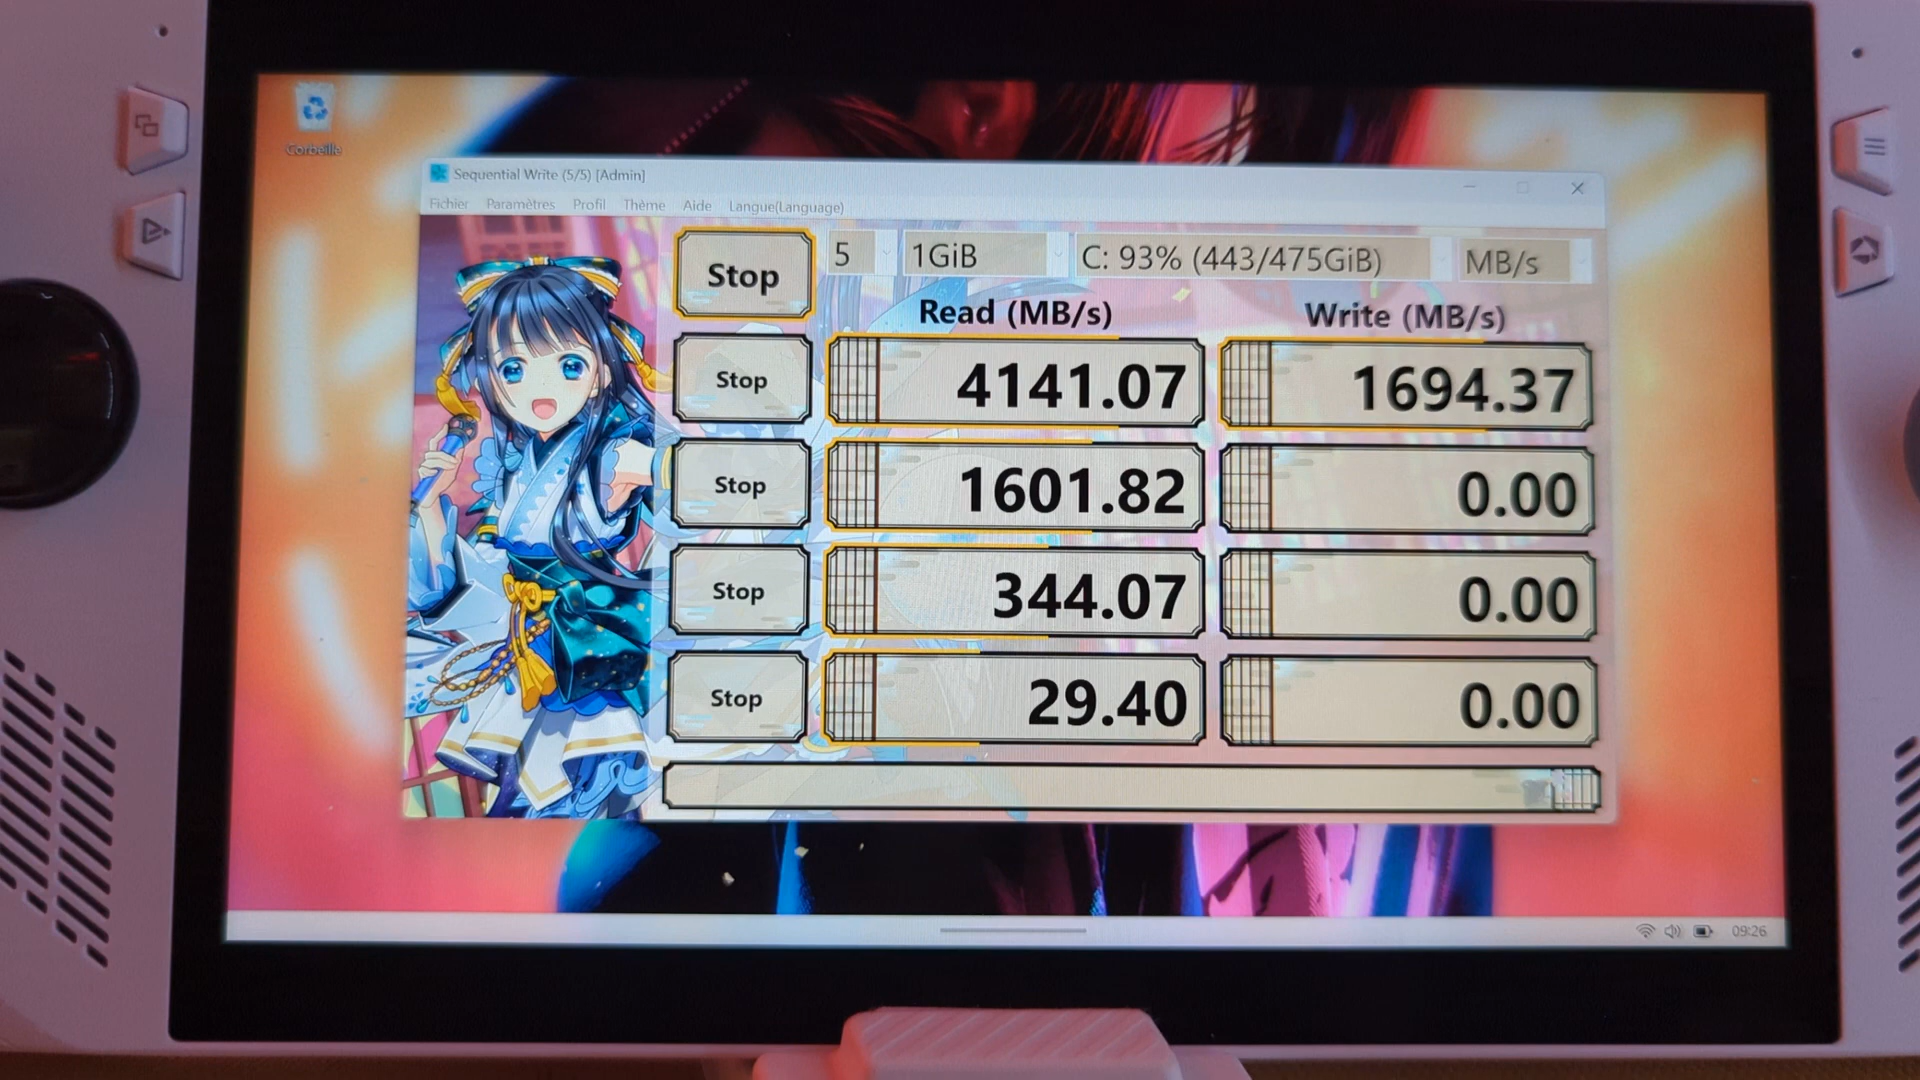 Corbeille
Sequential Write (5/5) [Admin]
Fichier Paramètres Profil Thème Aide Langue(Language)
Stop 5 1GiB C: 93% (443/475GiB) MB/s
Read (MB/s) Write (MB/s)
Stop 4141.07 1694.37
Stop 1601.82 0.00
Stop 344.07 0.00
Stop 29.40 0.00
09:26